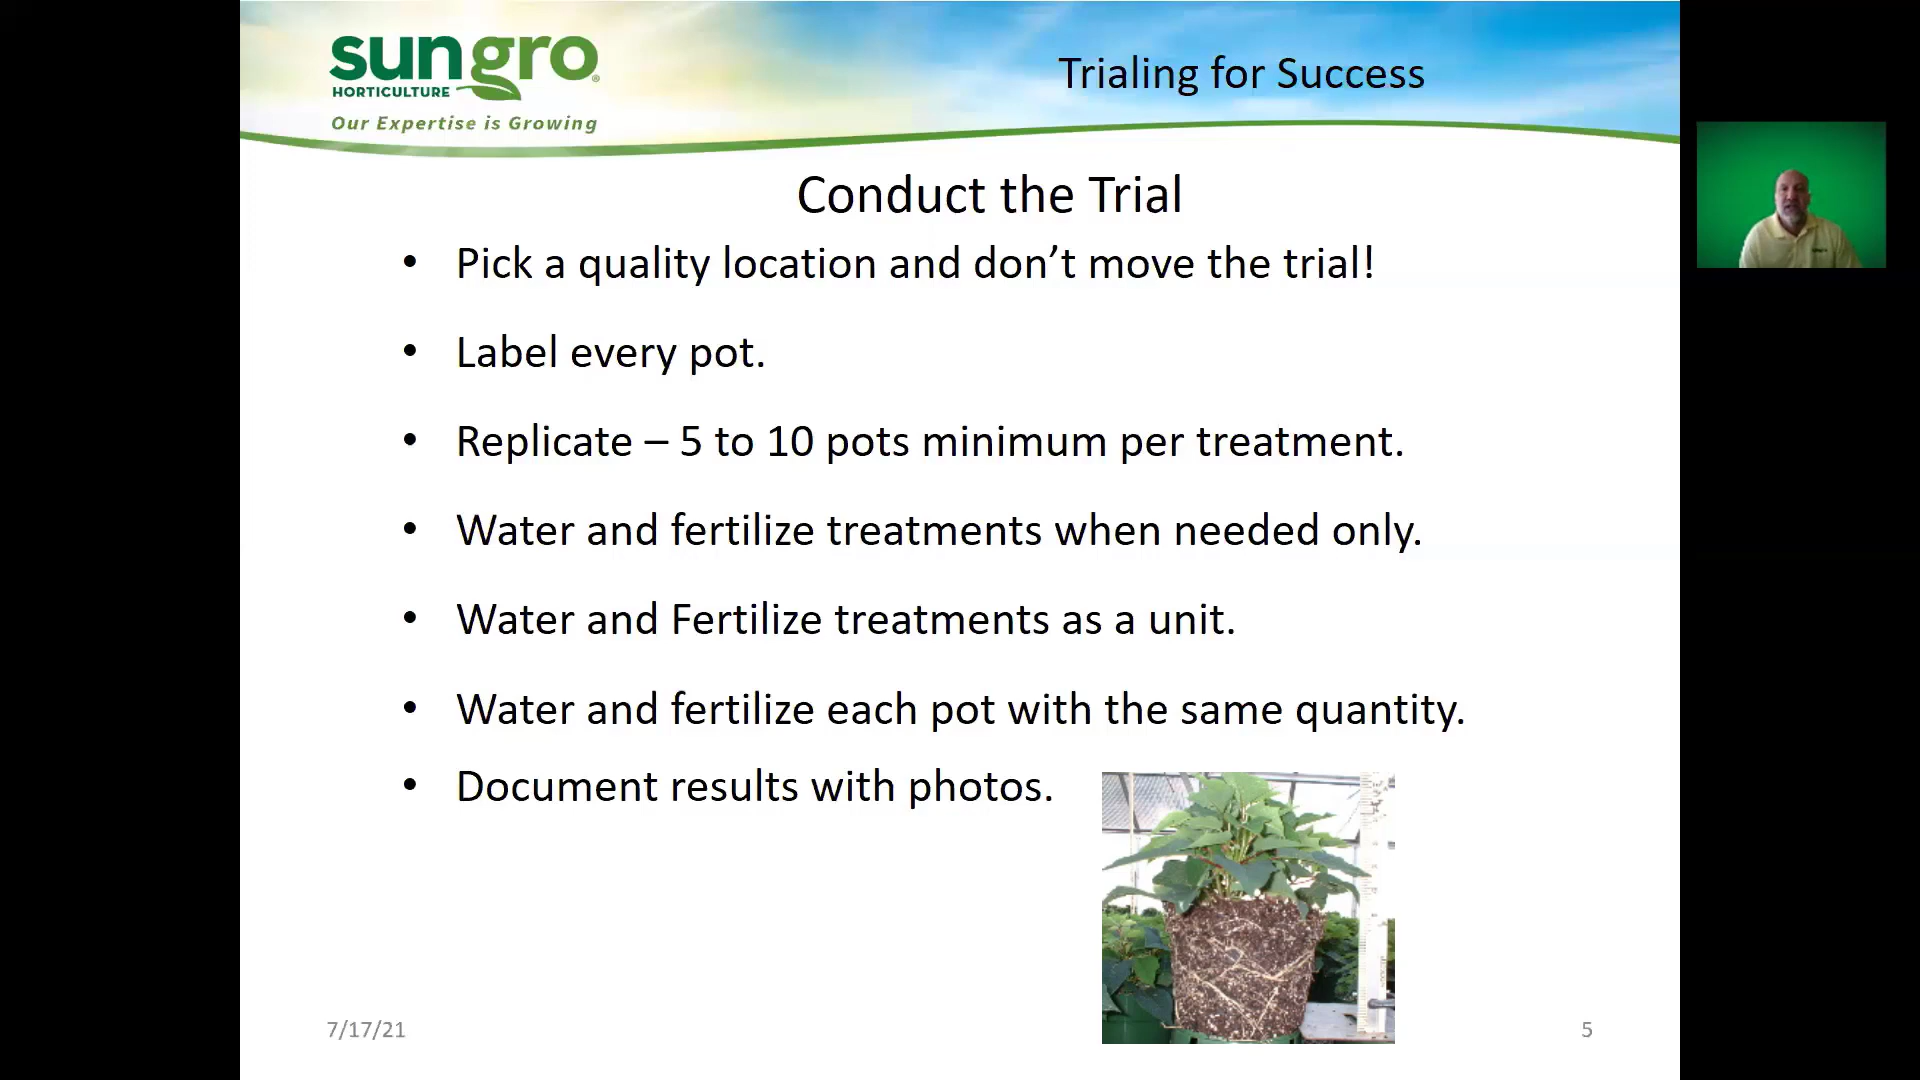 sungro
HORTICULTURE
Our Expertise is Growing
Trialing for Success
Conduct the Trial
• Pick a quality location and don’t move the trial!
• Label every pot.
• Replicate – 5 to 10 pots minimum per treatment.
• Water and fertilize treatments when needed only.
• Water and Fertilize treatments as a unit.
• Water and fertilize each pot with the same quantity.
• Document results with photos.
7/17/21
5